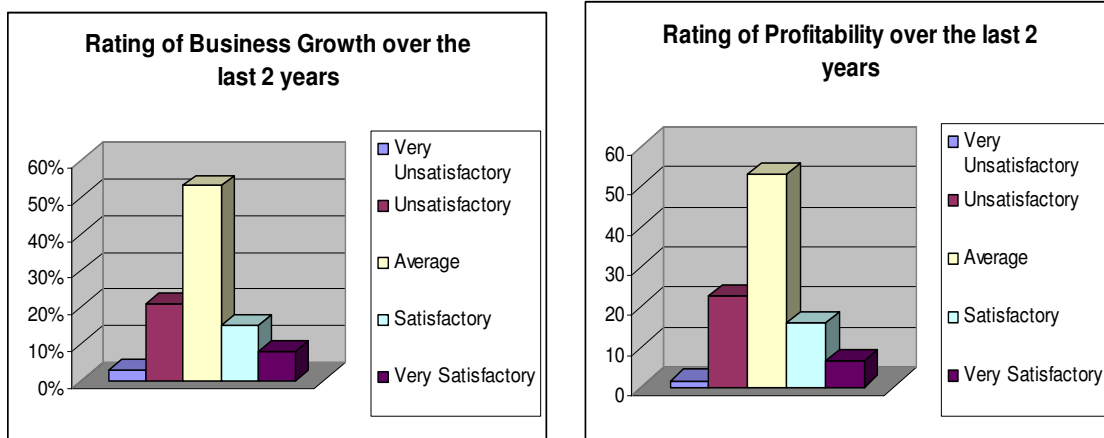 Rating of Business Growth over the
last 2 years
60%
50%
40%
30%
20%
10%
0%
Very
Unsatisfactory
Unsatisfactory
Average
Satisfactory
Very Satisfactory
Rating of Profitability over the last 2
years
60
50
40
30
20
10
0
Very
Unsatisfactory
Unsatisfactory
Average
Satisfactory
Very Satisfactory